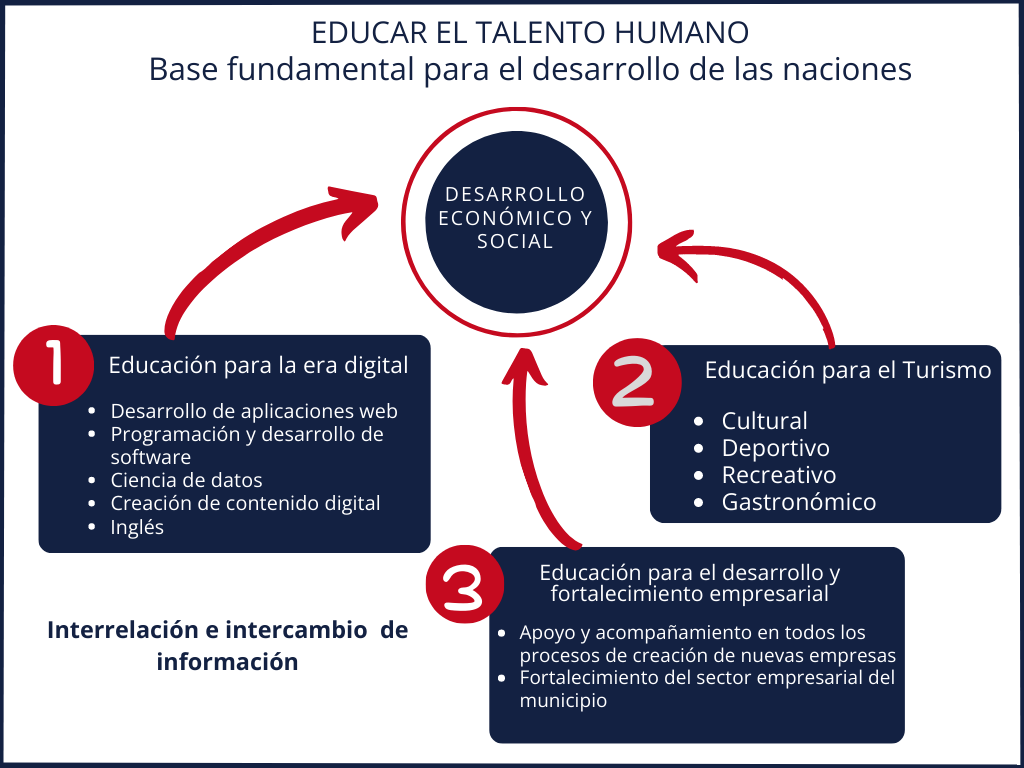 EDUCAR EL TALENTO HUMANO
Base fundamental para el desarrollo de las naciones
DESARROLLO
ECONÓMICO Y
SOCIAL
1
Educación para la era digital
• Desarrollo de aplicaciones web
• Programación y desarrollo de
software
• Ciencia de datos
• Creación de contenido digital
• Inglés
2
Educación para el Turismo
• Cultural
• Deportivo
• Recreativo
• Gastronómico
3
Educación para el desarrollo y
fortalecimiento empresarial
• Apoyo y acompañamiento en todos los
procesos de creación de nuevas empresas
• Fortalecimiento del sector empresarial del
municipio
Interrelación e intercambio de
información